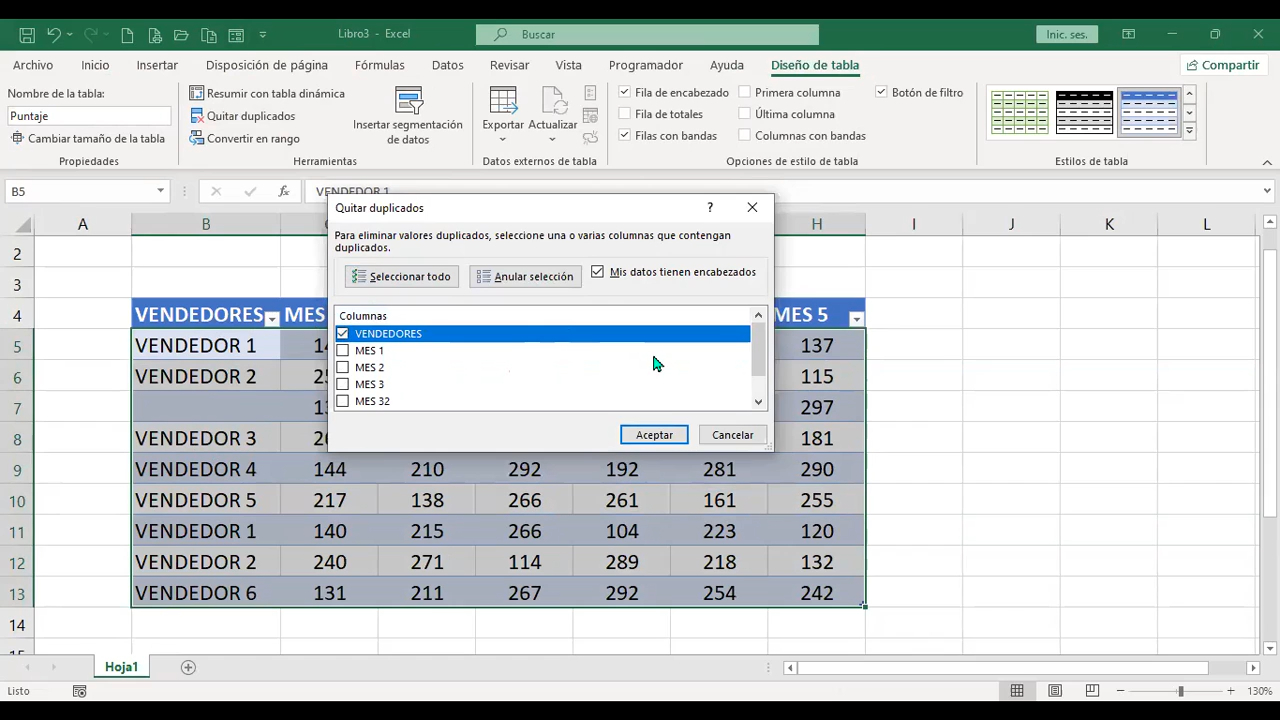 Libro3 - Excel
Buscar
Inic. ses.
Archivo Inicio Insertar Disposición de página Fórmulas Datos Revisar Vista Programador Ayuda Diseño de tabla Compartir
Nombre de la tabla:
Puntaje
Cambiar tamaño de la tabla
Propiedades
Resumir con tabla dinámica
Quitar duplicados
Convertir en rango
Insertar segmentación
de datos
Herramientas
Exportar
Actualizar
Datos externos de tabla
Fila de encabezado
Fila de totales
Filas con bandas
Primera columna
Última columna
Columnas con bandas
Botón de filtro
Opciones de estilo de tabla
Estilos de tabla
B5 fx VENDEDOR 1
A B H I J K L
Quitar duplicados ?
Para eliminar valores duplicados, seleccione una o varias columnas que contengan
duplicados.
Seleccionar todo
Anular selección
Mis datos tienen encabezados
Columnas
VENDEDORES
MES 1
MES 2
MES 3
MES 32
Aceptar
Cancelar
2
3
4 VENDEDORES MES MES 5
5 VENDEDOR 1 137
6 VENDEDOR 2 115
7 297
8 VENDEDOR 3 181
9 VENDEDOR 4 144 210 292 192 281 290
10 VENDEDOR 5 217 138 266 261 161 255
11 VENDEDOR 1 140 215 266 104 223 120
12 VENDEDOR 2 240 271 114 289 218 132
13 VENDEDOR 6 131 211 267 292 254 242
14
Hoja1
Listo
130%